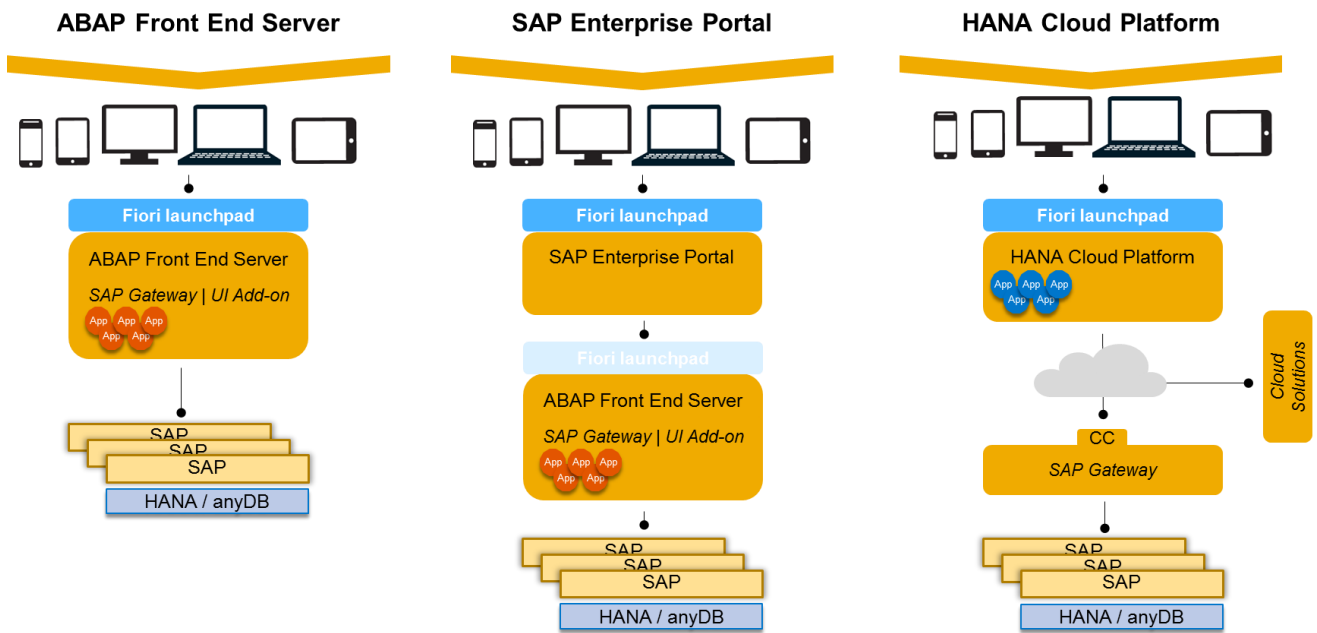 ABAP Front End Server
Fiori launchpad
ABAP Front End Server
SAP Gateway | UI Add-on
App App App
App App
SAP
SAP
SAP
HANA / anyDB
SAP Enterprise Portal
Fiori launchpad
SAP Enterprise Portal
Fiori launchpad
ABAP Front End Server
SAP Gateway | UI Add-on
App App App
App App
SAP
SAP
SAP
HANA / anyDB
HANA Cloud Platform
Fiori launchpad
HANA Cloud Platform
App App App
App App
Cloud
Solutions
CC
SAP Gateway
SAP
SAP
SAP
HANA / anyDB